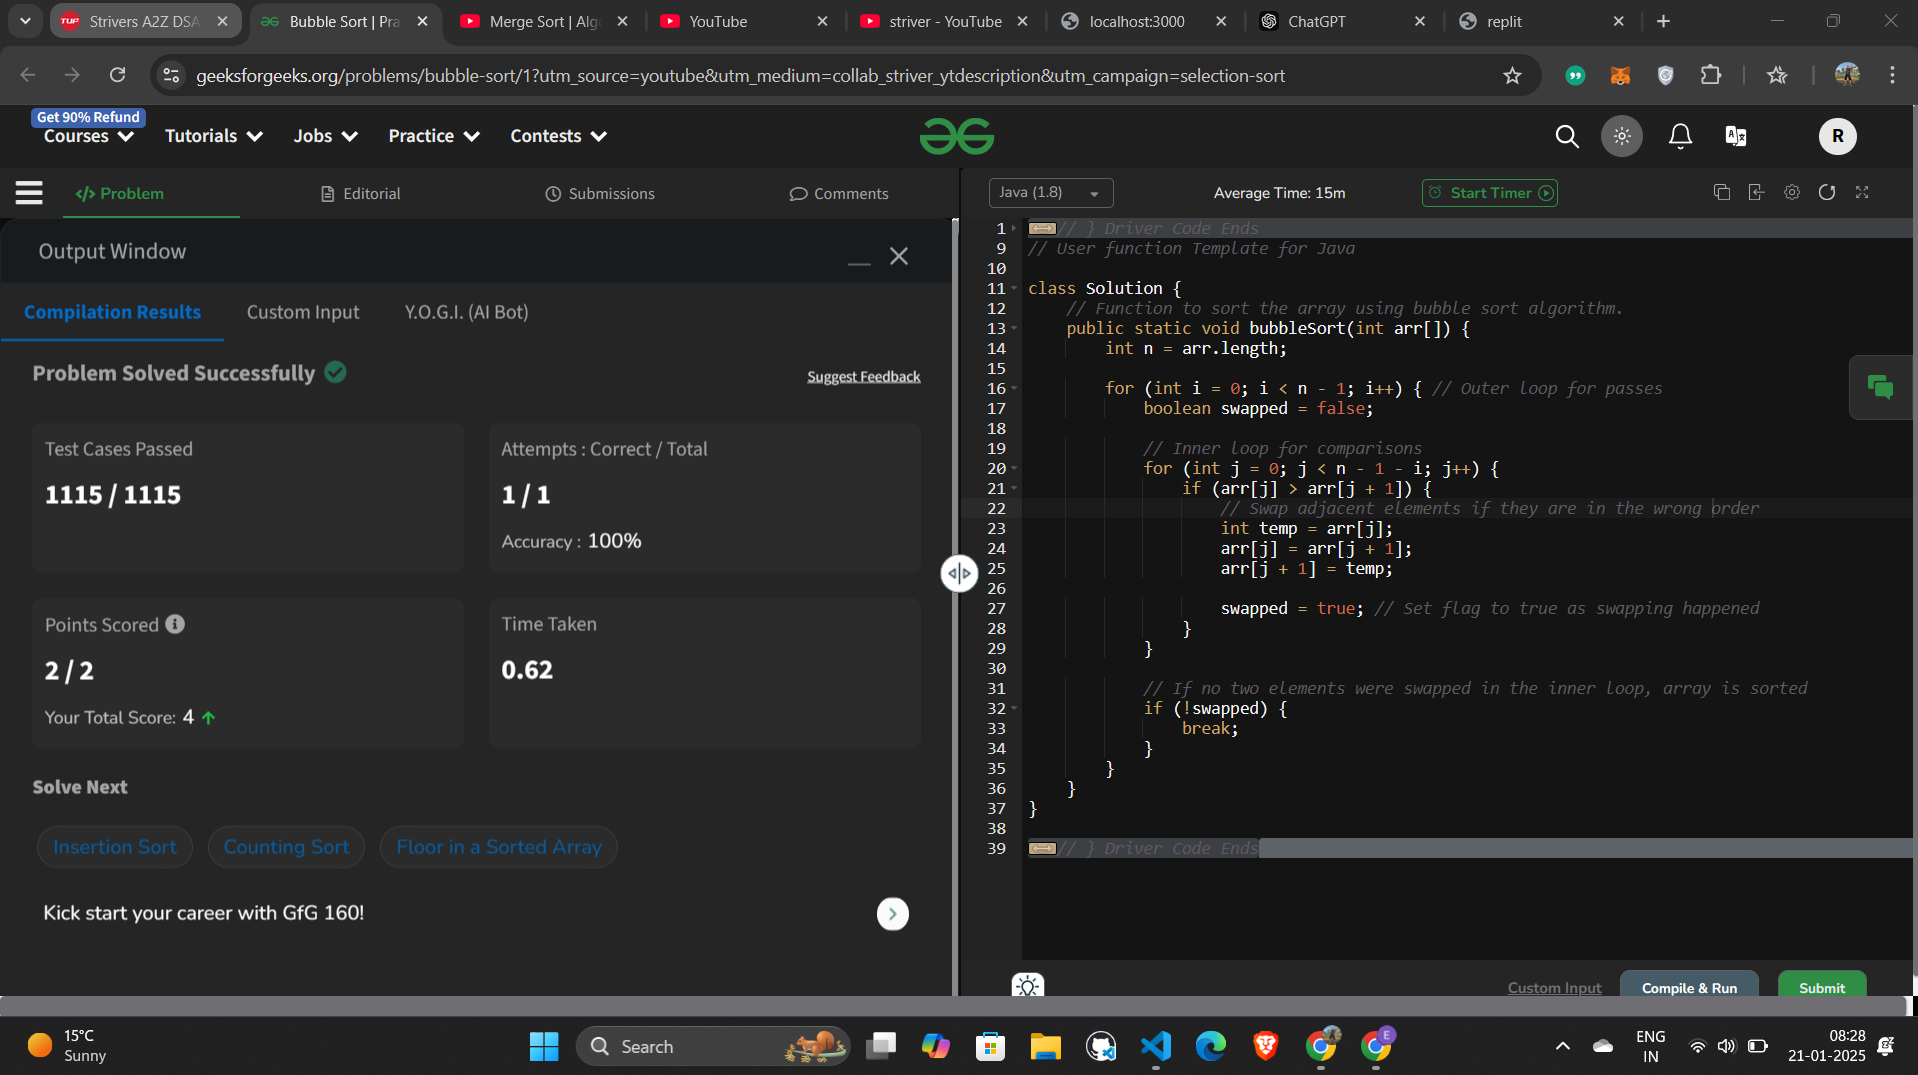 Strivers A2Z DSA
Bubble Sort | Pra
Merge Sort | Algo
YouTube
striver - YouTube
localhost:3000
ChatGPT
replit
geeksforgeeks.org/problems/bubble-sort/1?utm_source=youtube&utm_medium=collab_striver_ytdescription&utm_campaign=selection-sort
Get 90% Refund
Courses
Tutorials
Jobs
Practice
Contests
R
Problem
Editorial
Submissions
Comments
Java (1.8)
Average Time: 15m
Start Timer
Output Window
Compilation Results
Custom Input
Y.O.G.I. (AI Bot)
Problem Solved Successfully
Suggest Feedback
Test Cases Passed
1115 / 1115
Attempts : Correct / Total
1 / 1
Accuracy : 100%
Points Scored
2 / 2
Your Total Score: 4
Time Taken
0.62
Solve Next
Insertion Sort
Counting Sort
Floor in a Sorted Array
Kick start your career with GfG 160!
1 // } Driver Code Ends
9 // User function Template for Java
10
11 class Solution {
12 // Function to sort the array using bubble sort algorithm.
13 public static void bubbleSort(int arr[]) {
14 int n = arr.length;
15
16 for (int i = 0; i < n - 1; i++) { // Outer loop for passes
17 boolean swapped = false;
18
19 // Inner loop for comparisons
20 for (int j = 0; j < n - 1 - i; j++) {
21 if (arr[j] > arr[j + 1]) {
22 // Swap adjacent elements if they are in the wrong order
23 int temp = arr[j];
24 arr[j] = arr[j + 1];
25 arr[j + 1] = temp;
26
27 swapped = true; // Set flag to true as swapping happened
28 }
29 }
30
31 // If no two elements were swapped in the inner loop, array is sorted
32 if (!swapped) {
33 break;
34 }
35 }
36 }
37 }
38
39 // } Driver Code Ends
Custom Input
Compile & Run
Submit
15°C
Sunny
Search
E
ENG
IN
08:28
21-01-2025